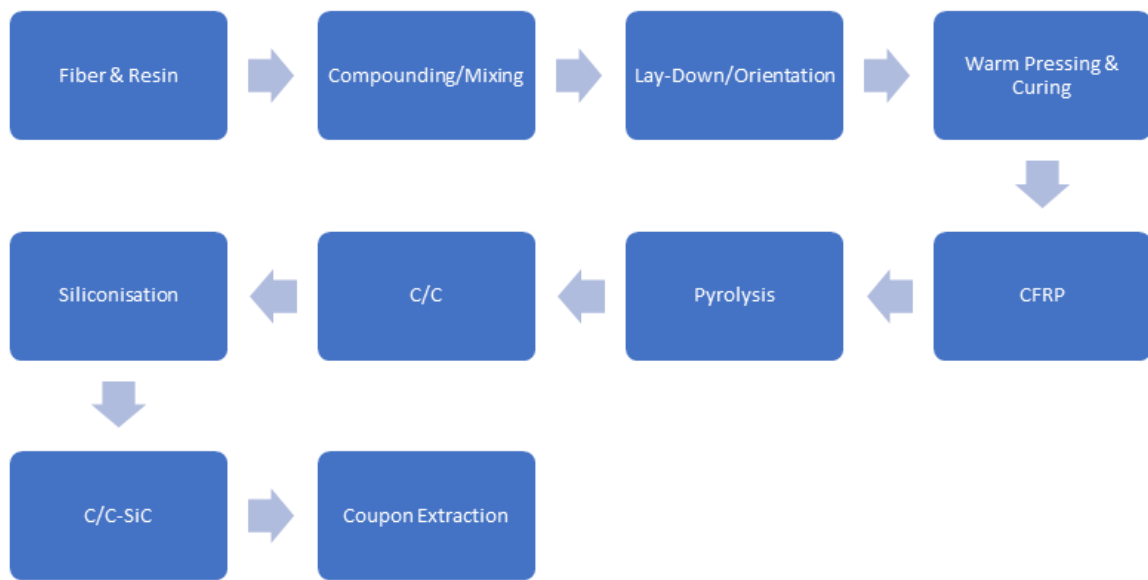 Fiber & Resin
Compounding/Mixing
Lay-Down/Orientation
Warm Pressing &
Curing
CFRP
Pyrolysis
C/C
Siliconisation
C/C-SiC
Coupon Extraction